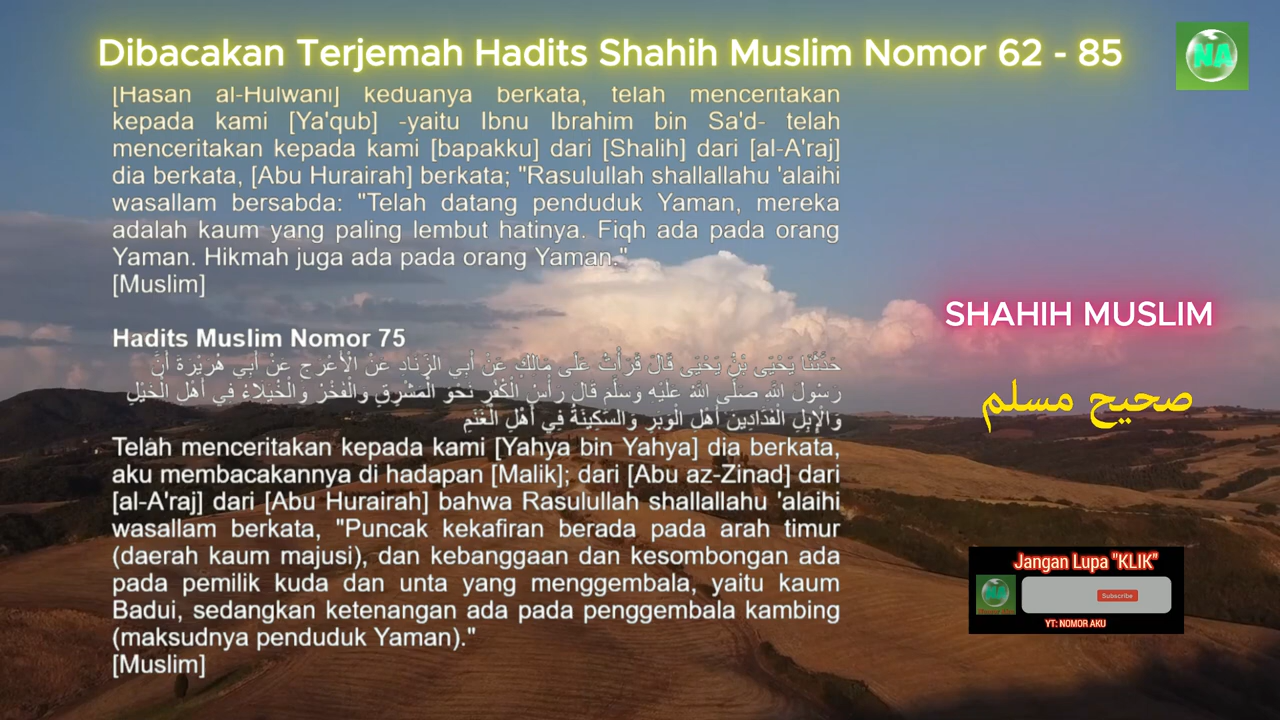 Dibacakan Terjemah Hadits Shahih Muslim Nomor 62 - 85
NA
[Hasan al-Hulwani] keduanya berkata, telah menceritakan
kepada kami [Ya'qub] -yaitu Ibnu Ibrahim bin Sa'd- telah
menceritakan kepada kami [bapakku] dari [Shalih] dari [al-A'raj]
dia berkata, [Abu Hurairah] berkata; "Rasulullah shallallahu 'alaihi
wasallam bersabda: "Telah datang penduduk Yaman, mereka
adalah kaum yang paling lembut hatinya. Fiqh ada pada orang
Yaman. Hikmah juga ada pada orang Yaman."
[Muslim]
Hadits Muslim Nomor 75
حَدَّثَنَا يَحْيَى بْنُ يَحْيَى قَالَ قَرَأْتُ عَلَى مَالِكٍ عَنْ أَبِي الزِّنَادِ عَنْ الْأَعْرَجِ عَنْ أَبِي هُرَيْرَةَ أَنَّ
رَسُولَ اللَّهِ صَلَّى اللَّهُ عَلَيْهِ وَسَلَّمَ قَالَ رَأْسُ الْكُفْرِ نَحْوَ الْمَشْرِقِ وَالْفَخْرُ وَالْخُيَلَاءُ فِي أَهْلِ الْخَيْلِ
وَالْإِبِلِ الْفَدَّادِينَ أَهْلِ الْوَبَرِ وَالسَّكِينَةُ فِي أَهْلِ الْغَنَمِ
Telah menceritakan kepada kami [Yahya bin Yahya] dia berkata,
aku membacakannya di hadapan [Malik]; dari [Abu az-Zinad] dari
[al-A'raj] dari [Abu Hurairah] bahwa Rasulullah shallallahu 'alaihi
wasallam berkata, "Puncak kekafiran berada pada arah timur
(daerah kaum majusi), dan kebanggaan dan kesombongan ada
pada pemilik kuda dan unta yang menggembala, yaitu kaum
Badui, sedangkan ketenangan ada pada penggembala kambing
(maksudnya penduduk Yaman)."
[Muslim]
SHAHIH MUSLIM
صحيح مسلم
Jangan Lupa "KLIK"
Subscribe
YT: NOMOR AKU